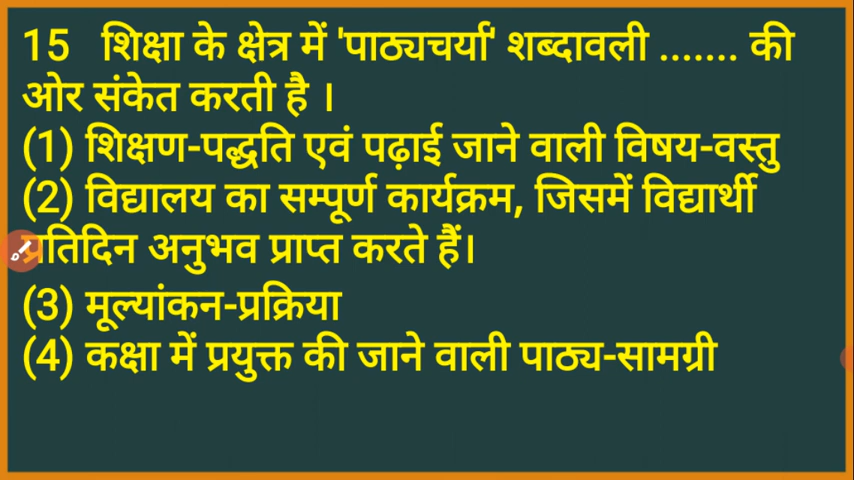 15 शिक्षा के क्षेत्र में 'पाठ्यचर्या' शब्दावली ....... की
ओर संकेत करती है ।
(1) शिक्षण-पद्धति एवं पढ़ाई जाने वाली विषय-वस्तु
(2) विद्यालय का सम्पूर्ण कार्यक्रम, जिसमें विद्यार्थी
प्रतिदिन अनुभव प्राप्त करते हैं।
(3) मूल्यांकन-प्रक्रिया
(4) कक्षा में प्रयुक्त की जाने वाली पाठ्य-सामग्री